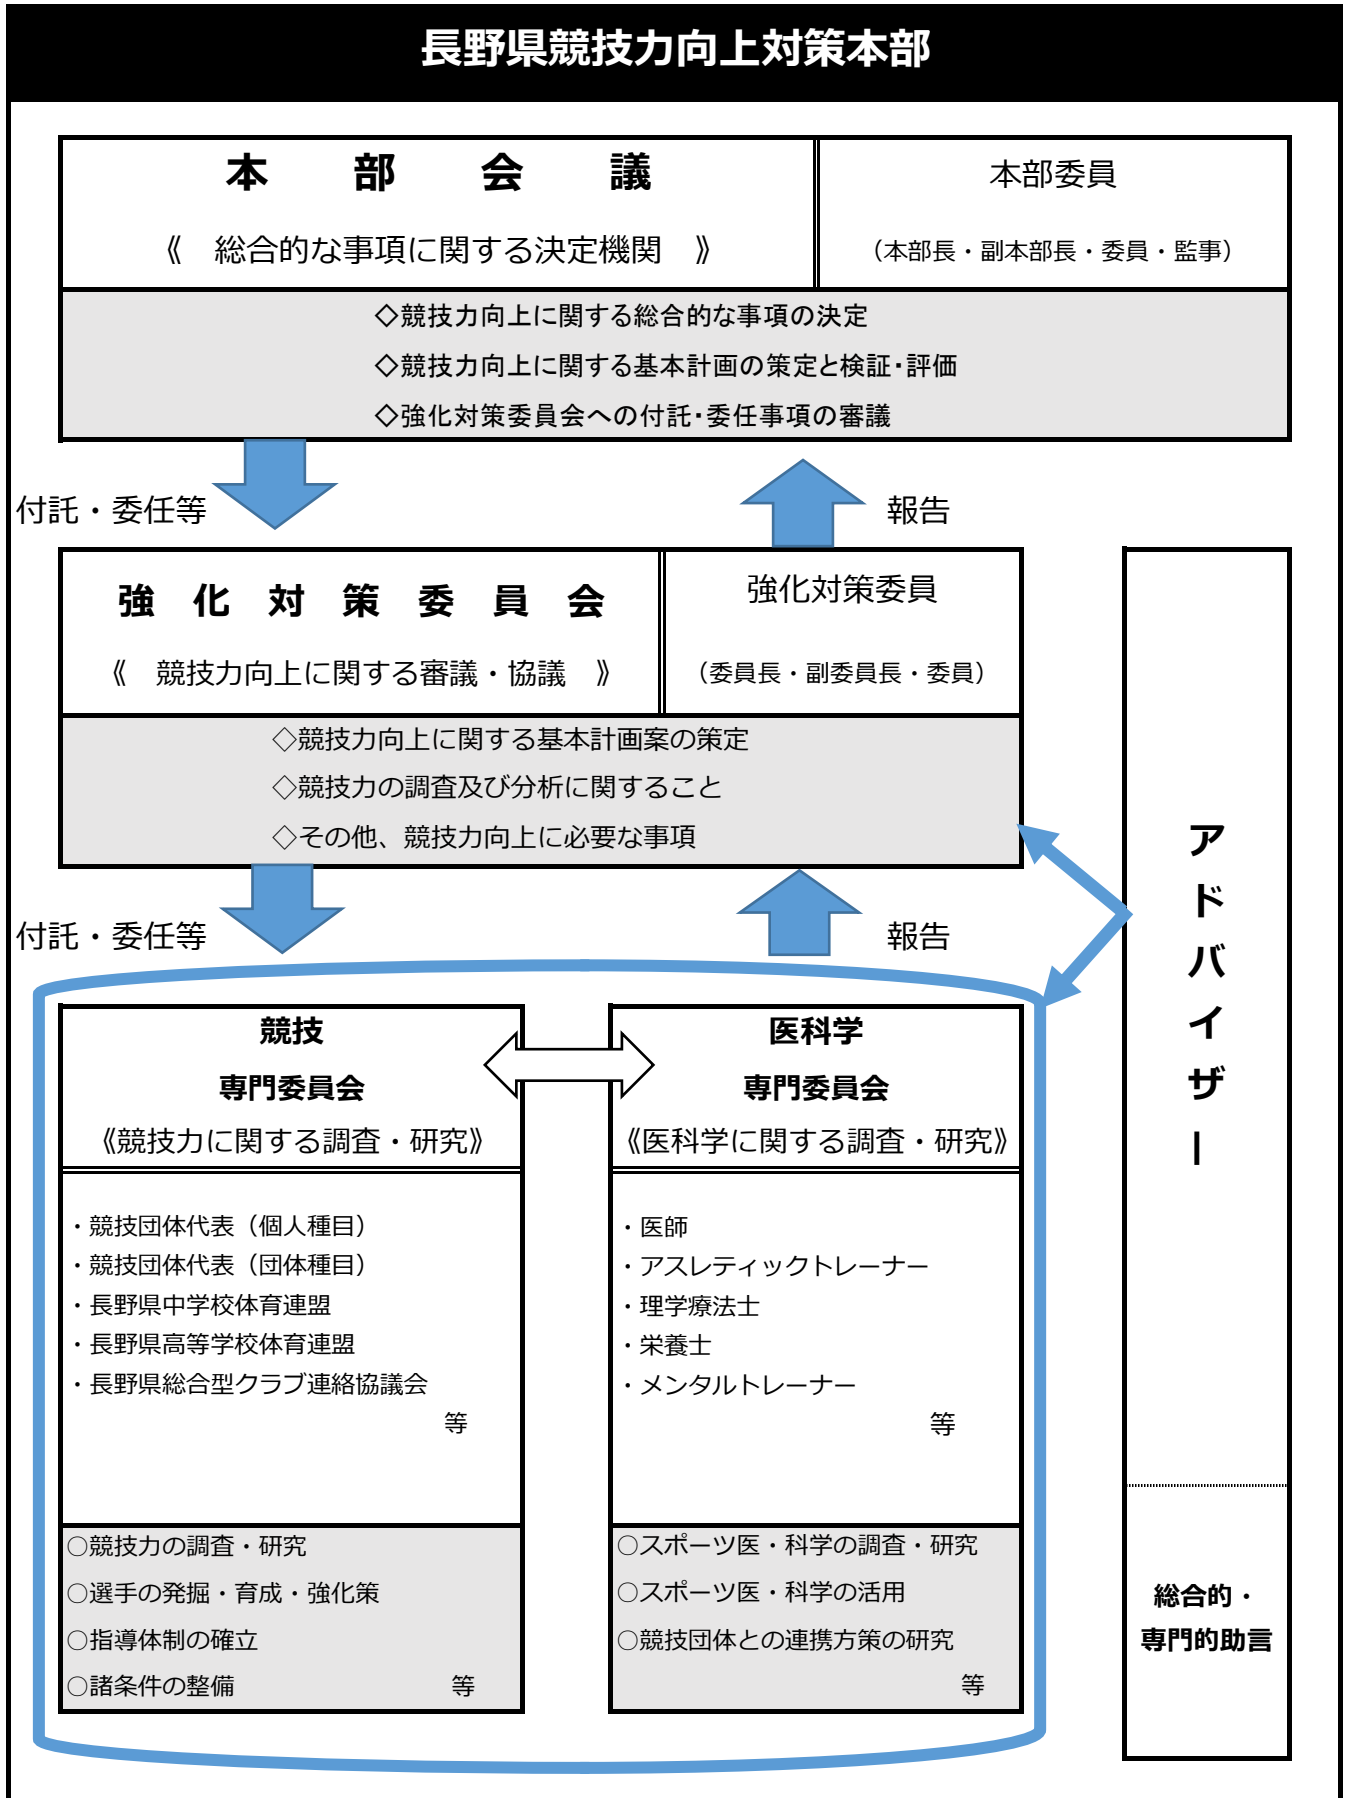 長野県競技力向上対策本部
本部会議
《　総合的な事項に関する決定機関　》
本部委員
（本部長・副本部長・委員・監事）
◇競技力向上に関する総合的な事項の決定
◇競技力向上に関する基本計画の策定と検証・評価
◇強化対策委員会への付託・委任事項の審議
付託・委任等
報告
強化対策委員会
《　競技力向上に関する審議・協議　》
強化対策委員
（委員長・副委員長・委員）
◇競技力向上に関する基本計画案の策定
◇競技力の調査及び分析に関すること
◇その他、競技力向上に必要な事項
付託・委任等
報告
競技
専門委員会
《競技力に関する調査・研究》
・競技団体代表（個人種目）
・競技団体代表（団体種目）
・長野県中学校体育連盟
・長野県高等学校体育連盟
・長野県総合型クラブ連絡協議会
等
○競技力の調査・研究
○選手の発掘・育成・強化策
○指導体制の確立
○諸条件の整備　等
医科学
専門委員会
《医科学に関する調査・研究》
・医師
・アスレティックトレーナー
・理学療法士
・栄養士
・メンタルトレーナー
等
○スポーツ医・科学の調査・研究
○スポーツ医・科学の活用
○競技団体との連携方策の研究
等
アドバイザー
総合的・
専門的助言